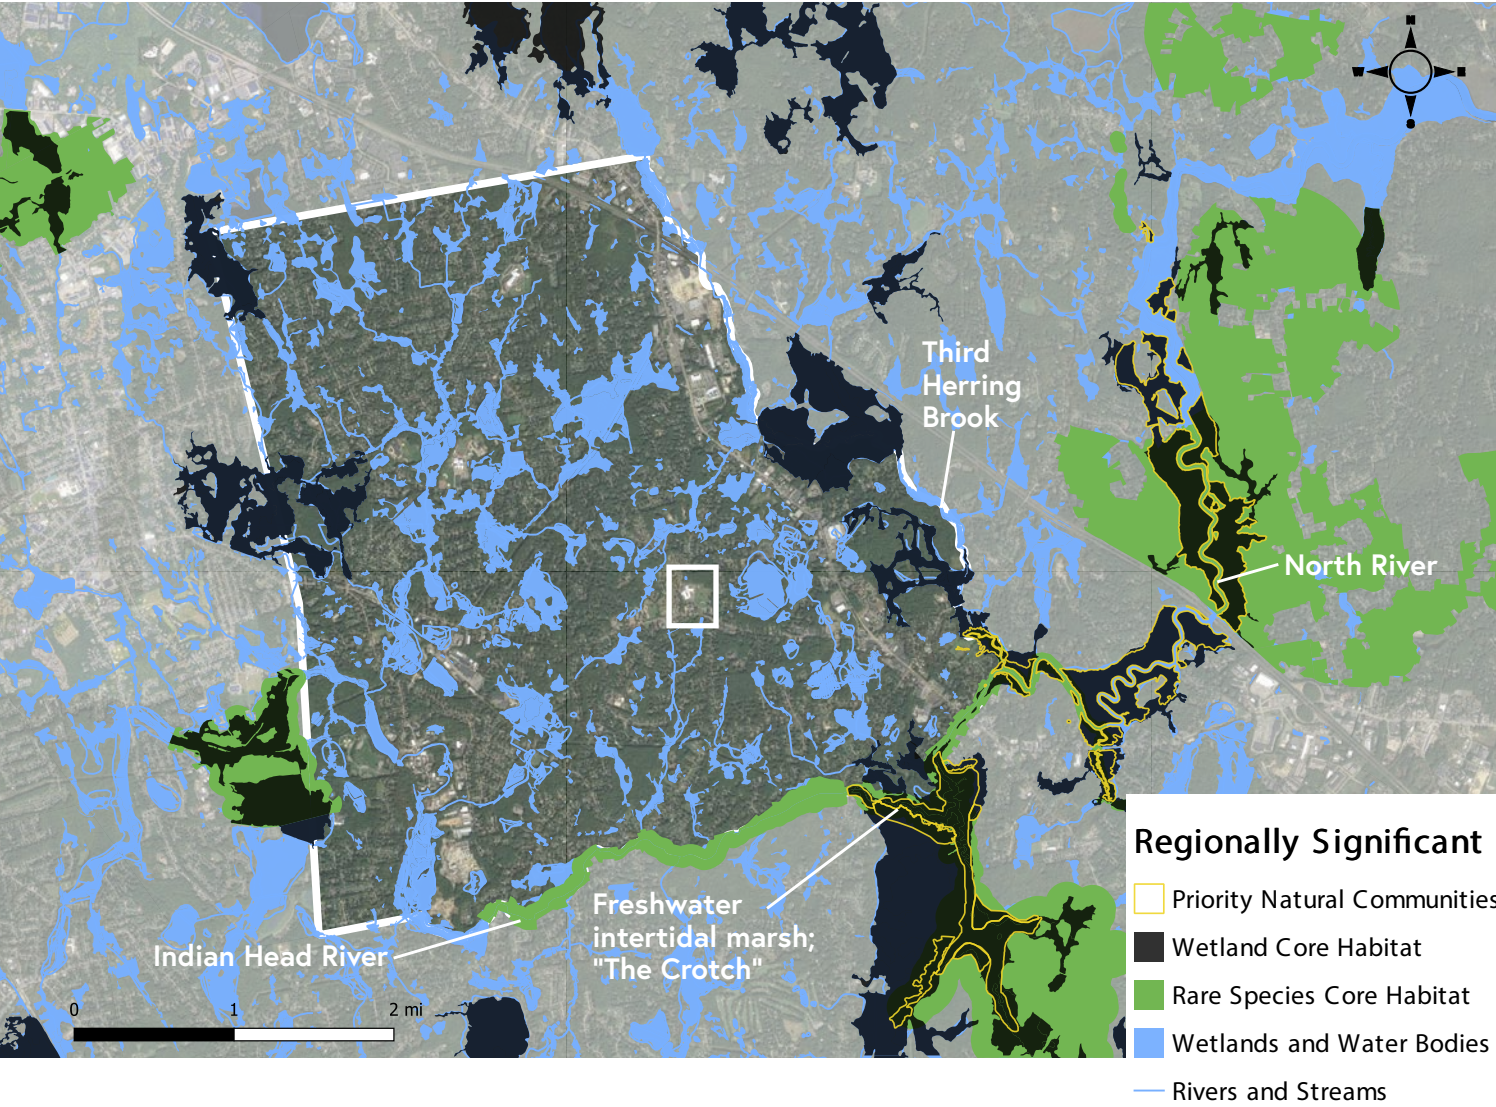 Third
Herring
Brook
North River
Freshwater
intertidal marsh;
"The Crotch"
Indian Head River
0 1 2 mi
Regionally Significant
Priority Natural Communities
Wetland Core Habitat
Rare Species Core Habitat
Wetlands and Water Bodies
Rivers and Streams